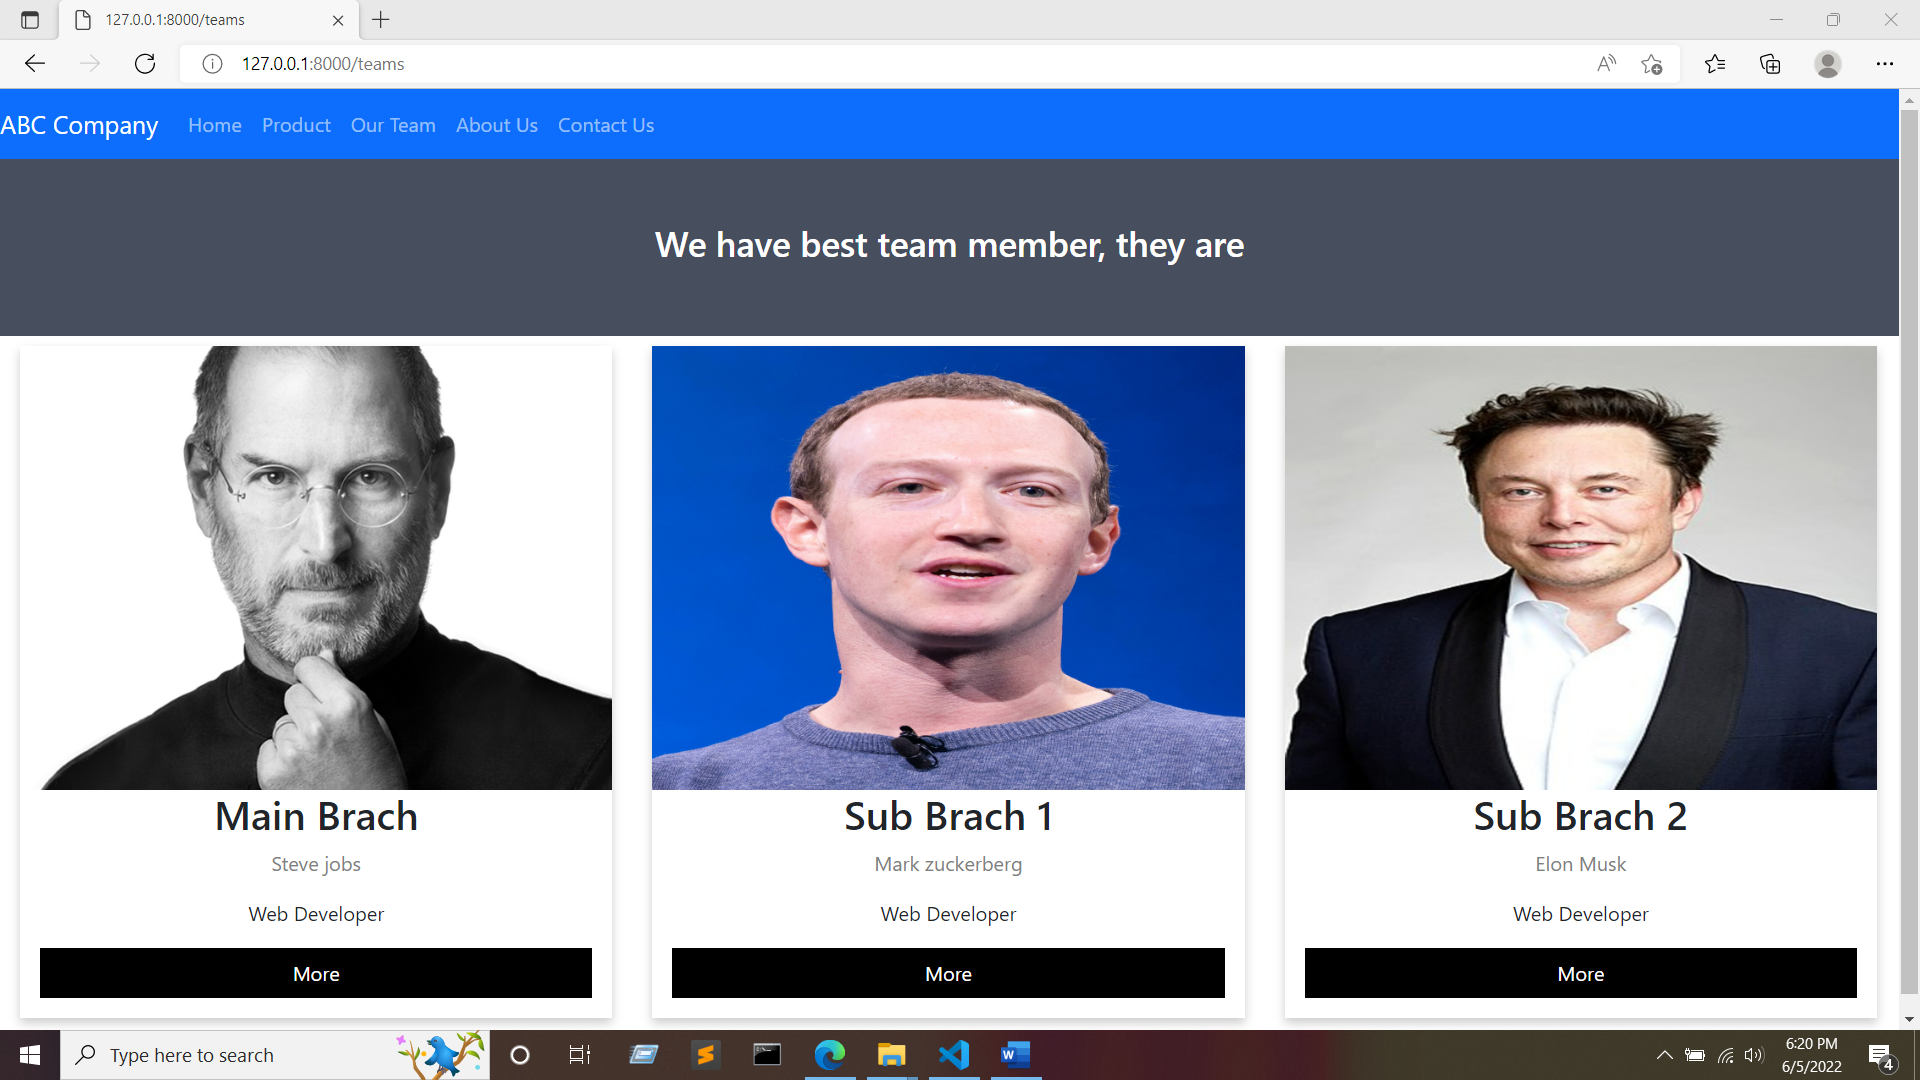 127.0.0.1:8000/teams
127.0.0.1:8000/teams
ABC Company Home Product Our Team About Us Contact Us
We have best team member, they are
Main Brach
Steve jobs
Web Developer
More
Sub Brach 1
Mark zuckerberg
Web Developer
More
Sub Brach 2
Elon Musk
Web Developer
More
Type here to search
6:20 PM
6/5/2022
4